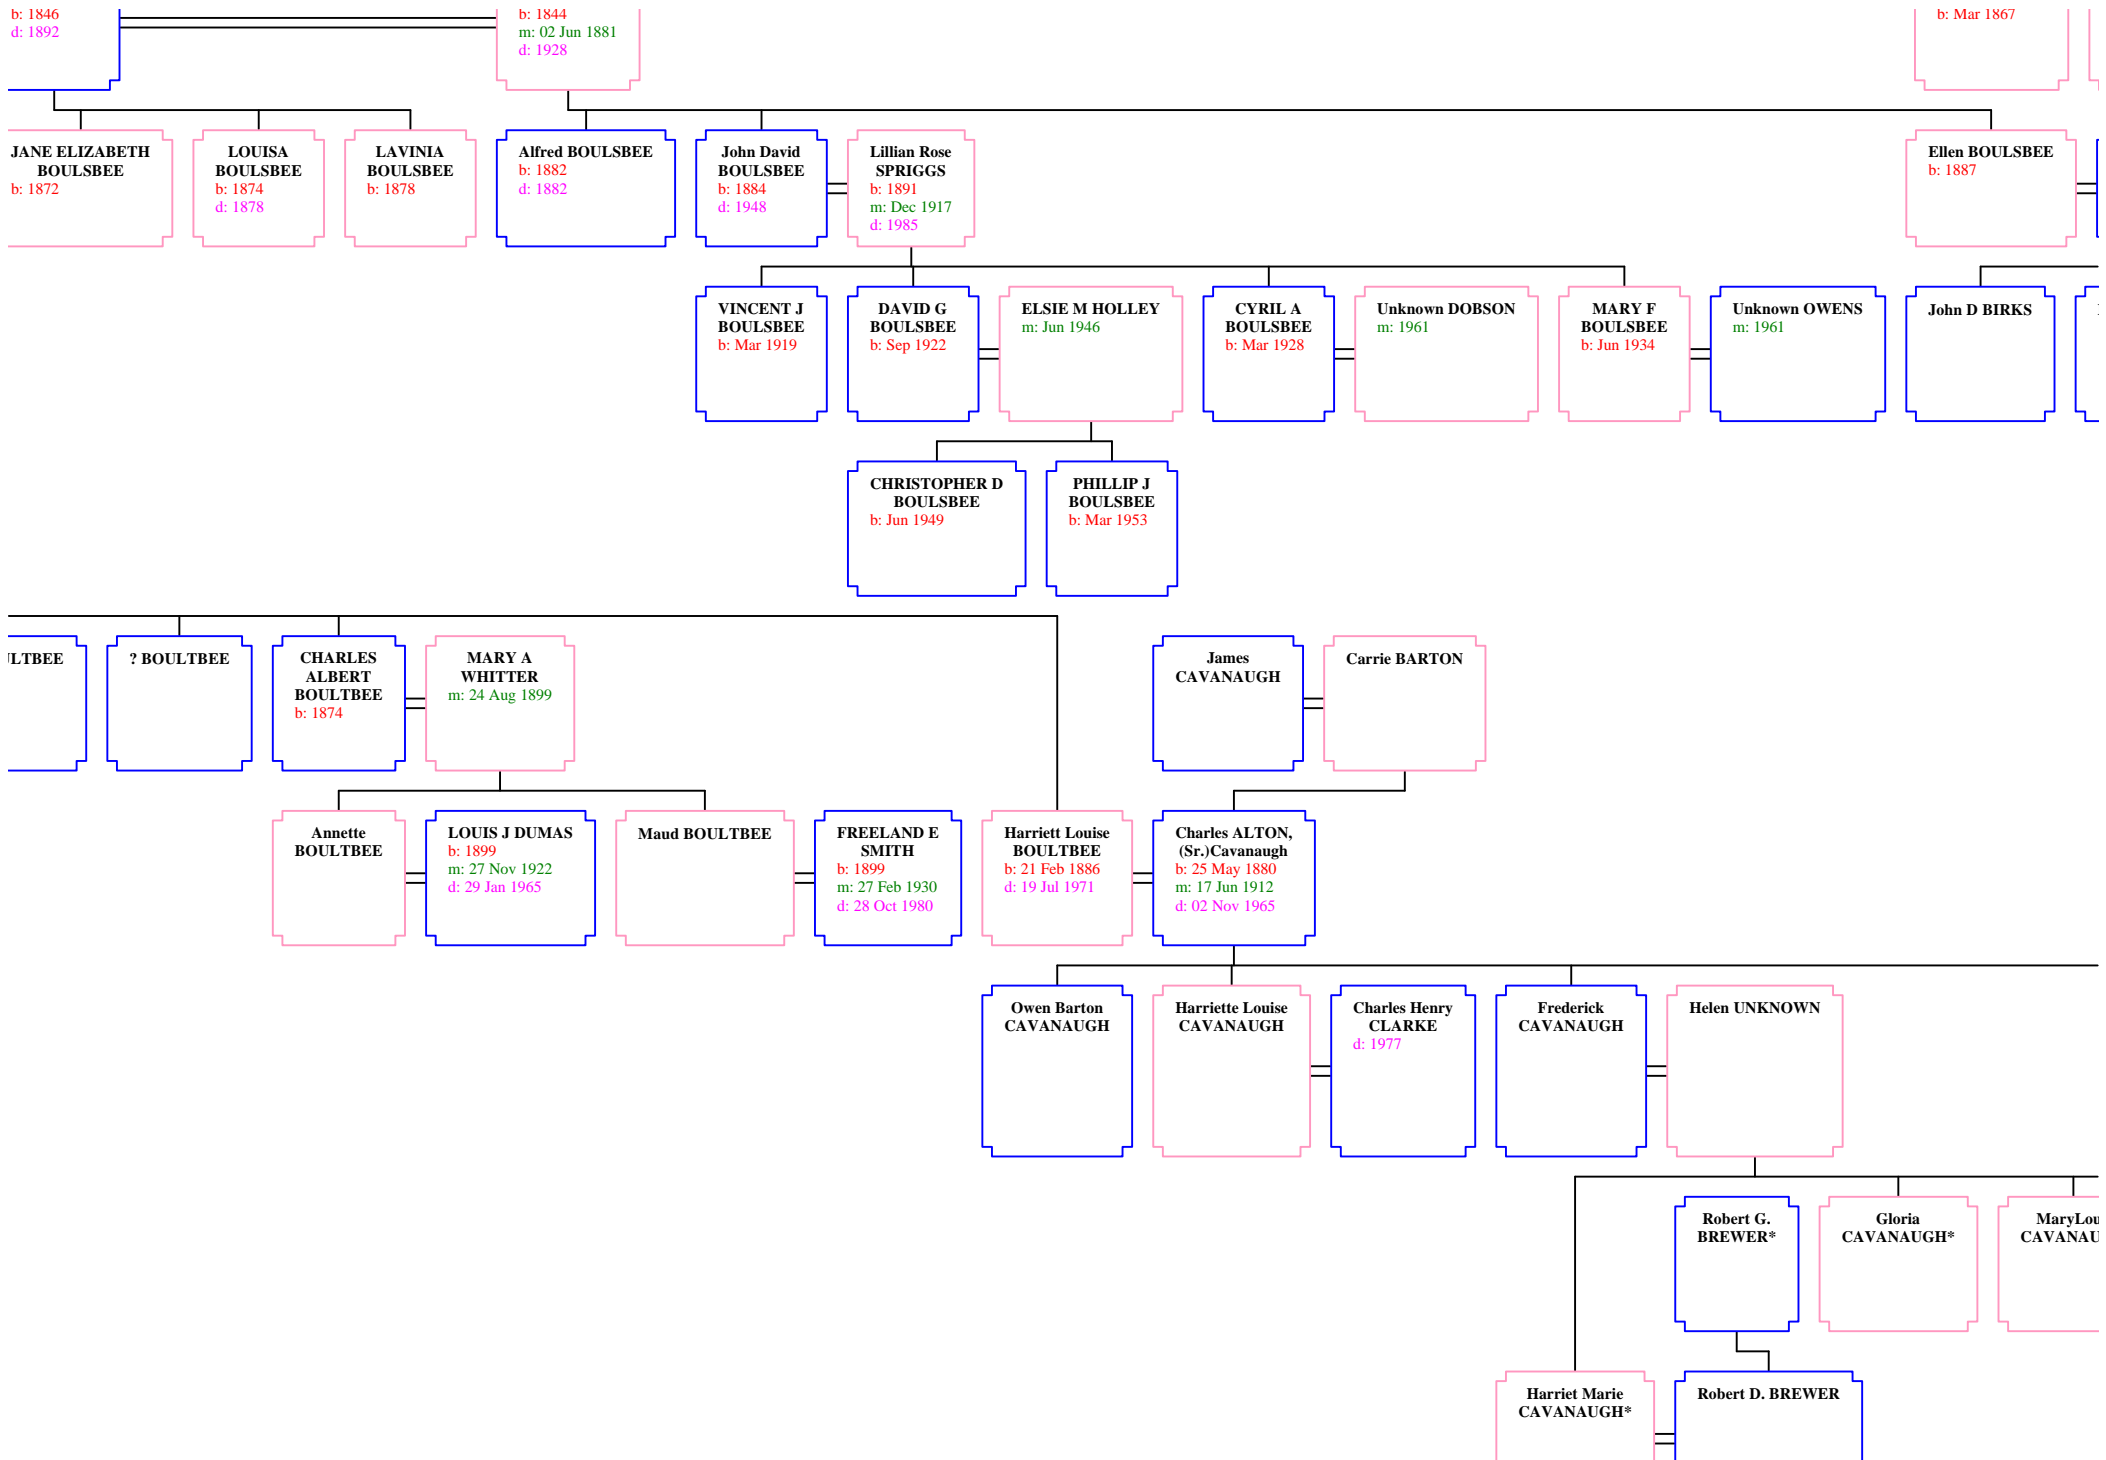 b: 1846
d: 1892
b: 1844
m: 02 Jun 1881
d: 1928
b: Mar 1867
JANE ELIZABETH
BOULSBEE
b: 1872
LOUISA
BOULSBEE
b: 1874
d: 1878
LAVINIA
BOULSBEE
b: 1878
Alfred BOULSBEE
b: 1882
d: 1882
John David
BOULSBEE
b: 1884
d: 1948
Lillian Rose
SPRIGGS
b: 1891
m: Dec 1917
d: 1985
Ellen BOULSBEE
b: 1887
VINCENT J
BOULSBEE
b: Mar 1919
DAVID G
BOULSBEE
b: Sep 1922
ELSIE M HOLLEY
m: Jun 1946
CYRIL A
BOULSBEE
b: Mar 1928
Unknown DOBSON
m: 1961
MARY F
BOULSBEE
b: Jun 1934
Unknown OWENS
m: 1961
John D BIRKS
CHRISTOPHER D
BOULSBEE
b: Jun 1949
PHILLIP J
BOULSBEE
b: Mar 1953
LTBEE
? BOULTBEE
CHARLES
ALBERT
BOULTBEE
b: 1874
MARY A
WHITTER
m: 24 Aug 1899
James
CAVANAUGH
Carrie BARTON
Annette
BOULTBEE
LOUIS J DUMAS
b: 1899
m: 27 Nov 1922
d: 29 Jan 1965
Maud BOULTBEE
FREELAND E
SMITH
b: 1899
m: 27 Feb 1930
d: 28 Oct 1980
Harriett Louise
BOULTBEE
b: 21 Feb 1886
d: 19 Jul 1971
Charles ALTON,
(Sr.)Cavanaugh
b: 25 May 1880
m: 17 Jun 1912
d: 02 Nov 1965
Owen Barton
CAVANAUGH
Harriette Louise
CAVANAUGH
Charles Henry
CLARKE
d: 1977
Frederick
CAVANAUGH
Helen UNKNOWN
Robert G.
BREWER*
Gloria
CAVANAUGH*
MaryLou
CAVANAU
Harriet Marie
CAVANAUGH*
Robert D. BREWER